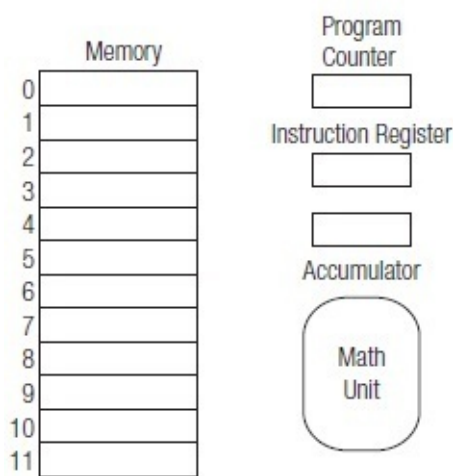 Memory
0
1
2
3
4
5
6
7
8
9
10
11
Program
Counter
Instruction Register
Accumulator
Math
Unit